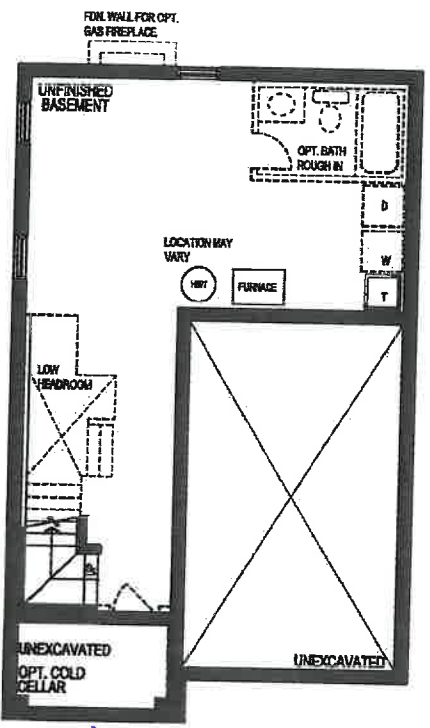 FDN. WALL FOR OPT.
GAS FIREPLACE
UNFINISHED
BASEMENT
OPT. BATH
ROUGH IN
D
LOCATION MAY
VARY
W
HWT
FURNACE
T
LOW
HEADROOM
UNEXCAVATED
UNEXCAVATED
OPT. COLD
CELLAR